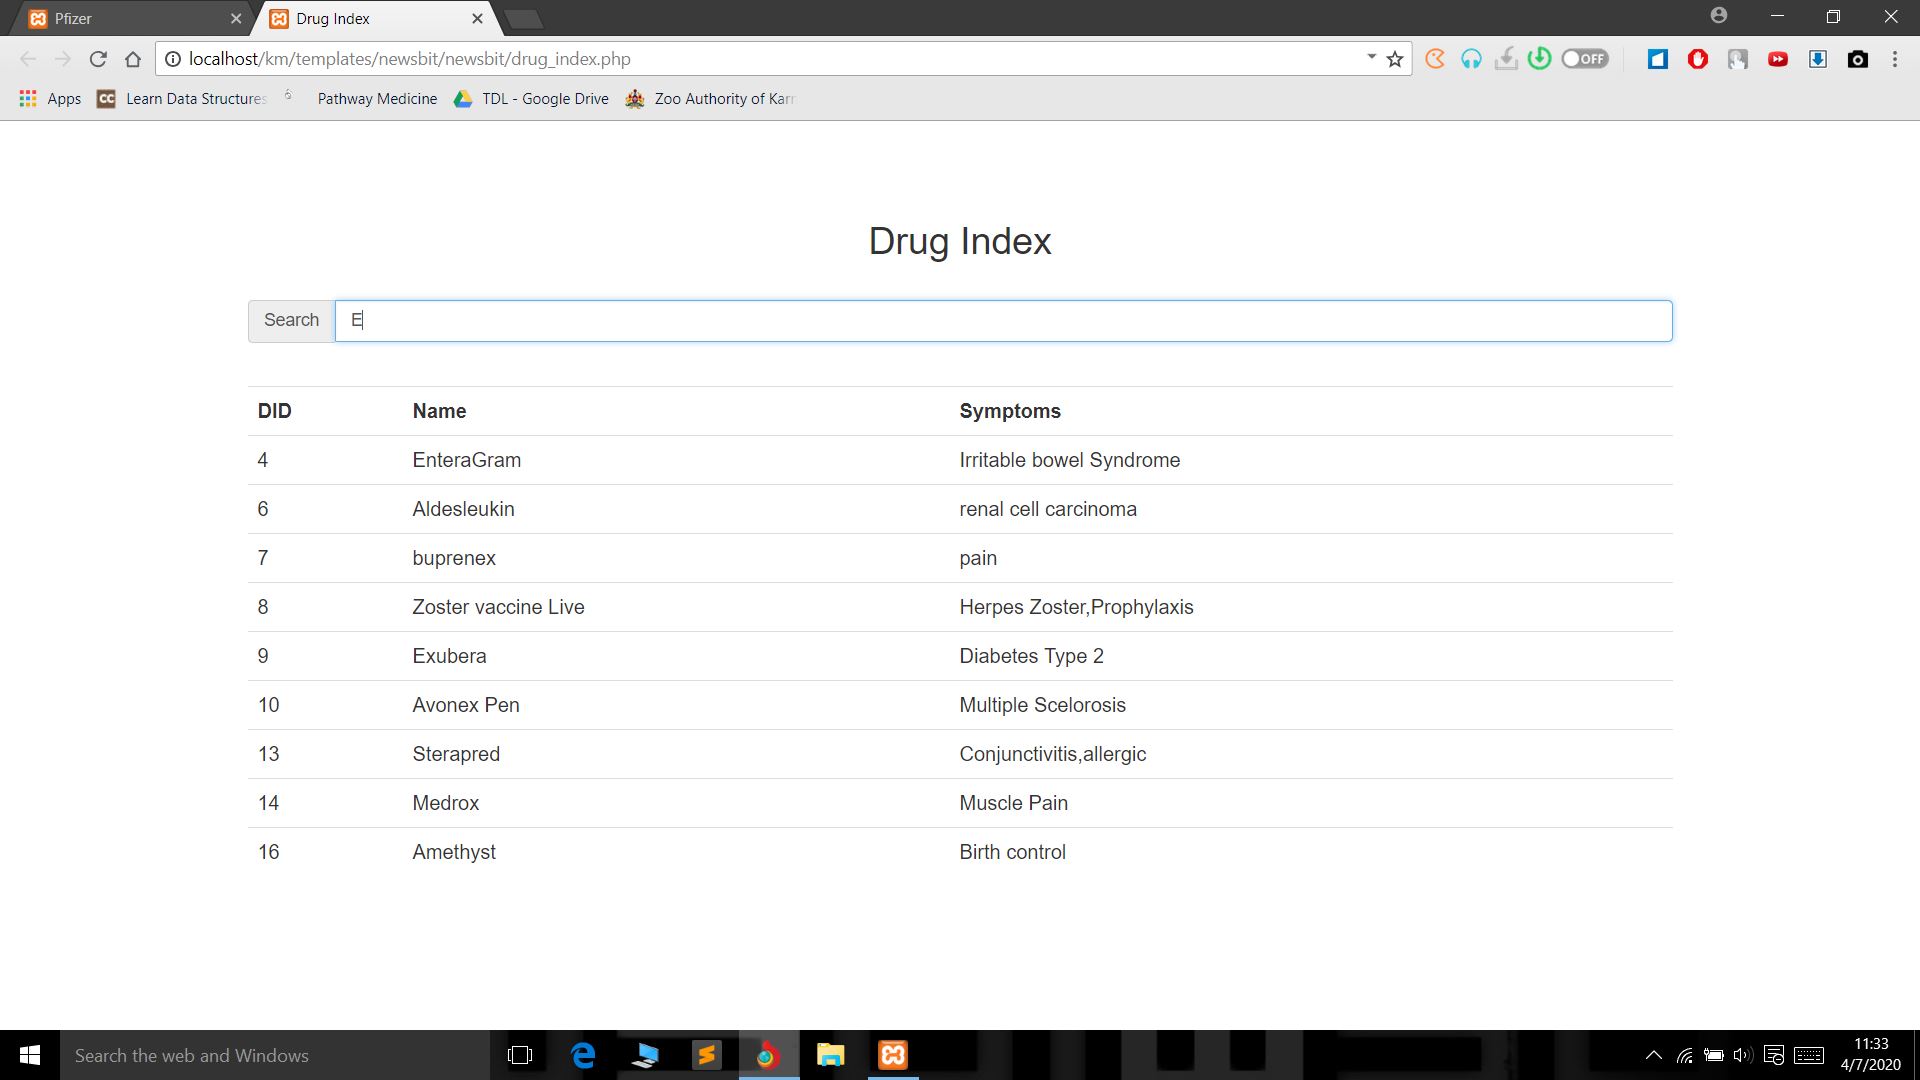 Pfizer
Drug Index
localhost/km/templates/newsbit/newsbit/drug_index.php
OFF
Apps
CC
Learn Data Structures
Pathway Medicine
TDL - Google Drive
Zoo Authority of Karn
Drug Index
Search E
DID Name Symptoms
4 EnteraGram Irritable bowel Syndrome
6 Aldesleukin renal cell carcinoma
7 buprenex pain
8 Zoster vaccine Live Herpes Zoster,Prophylaxis
9 Exubera Diabetes Type 2
10 Avonex Pen Multiple Scelorosis
13 Sterapred Conjunctivitis,allergic
14 Medrox Muscle Pain
16 Amethyst Birth control
Search the web and Windows
11:33
4/7/2020